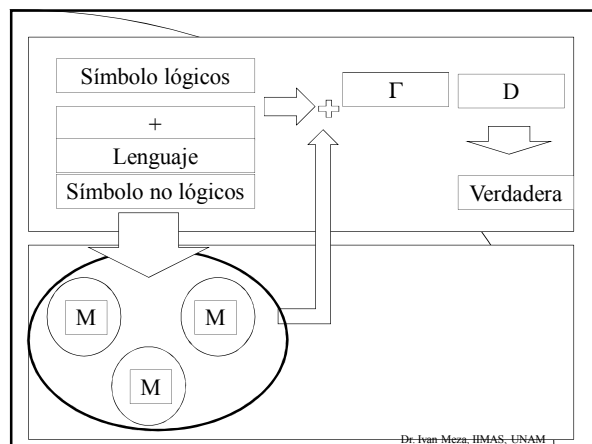 Símbolo lógicos
+
Lenguaje
Símbolo no lógicos
Γ
D
Verdadera
M
M
M
Dr. Ivan Meza, IIMAS, UNAM